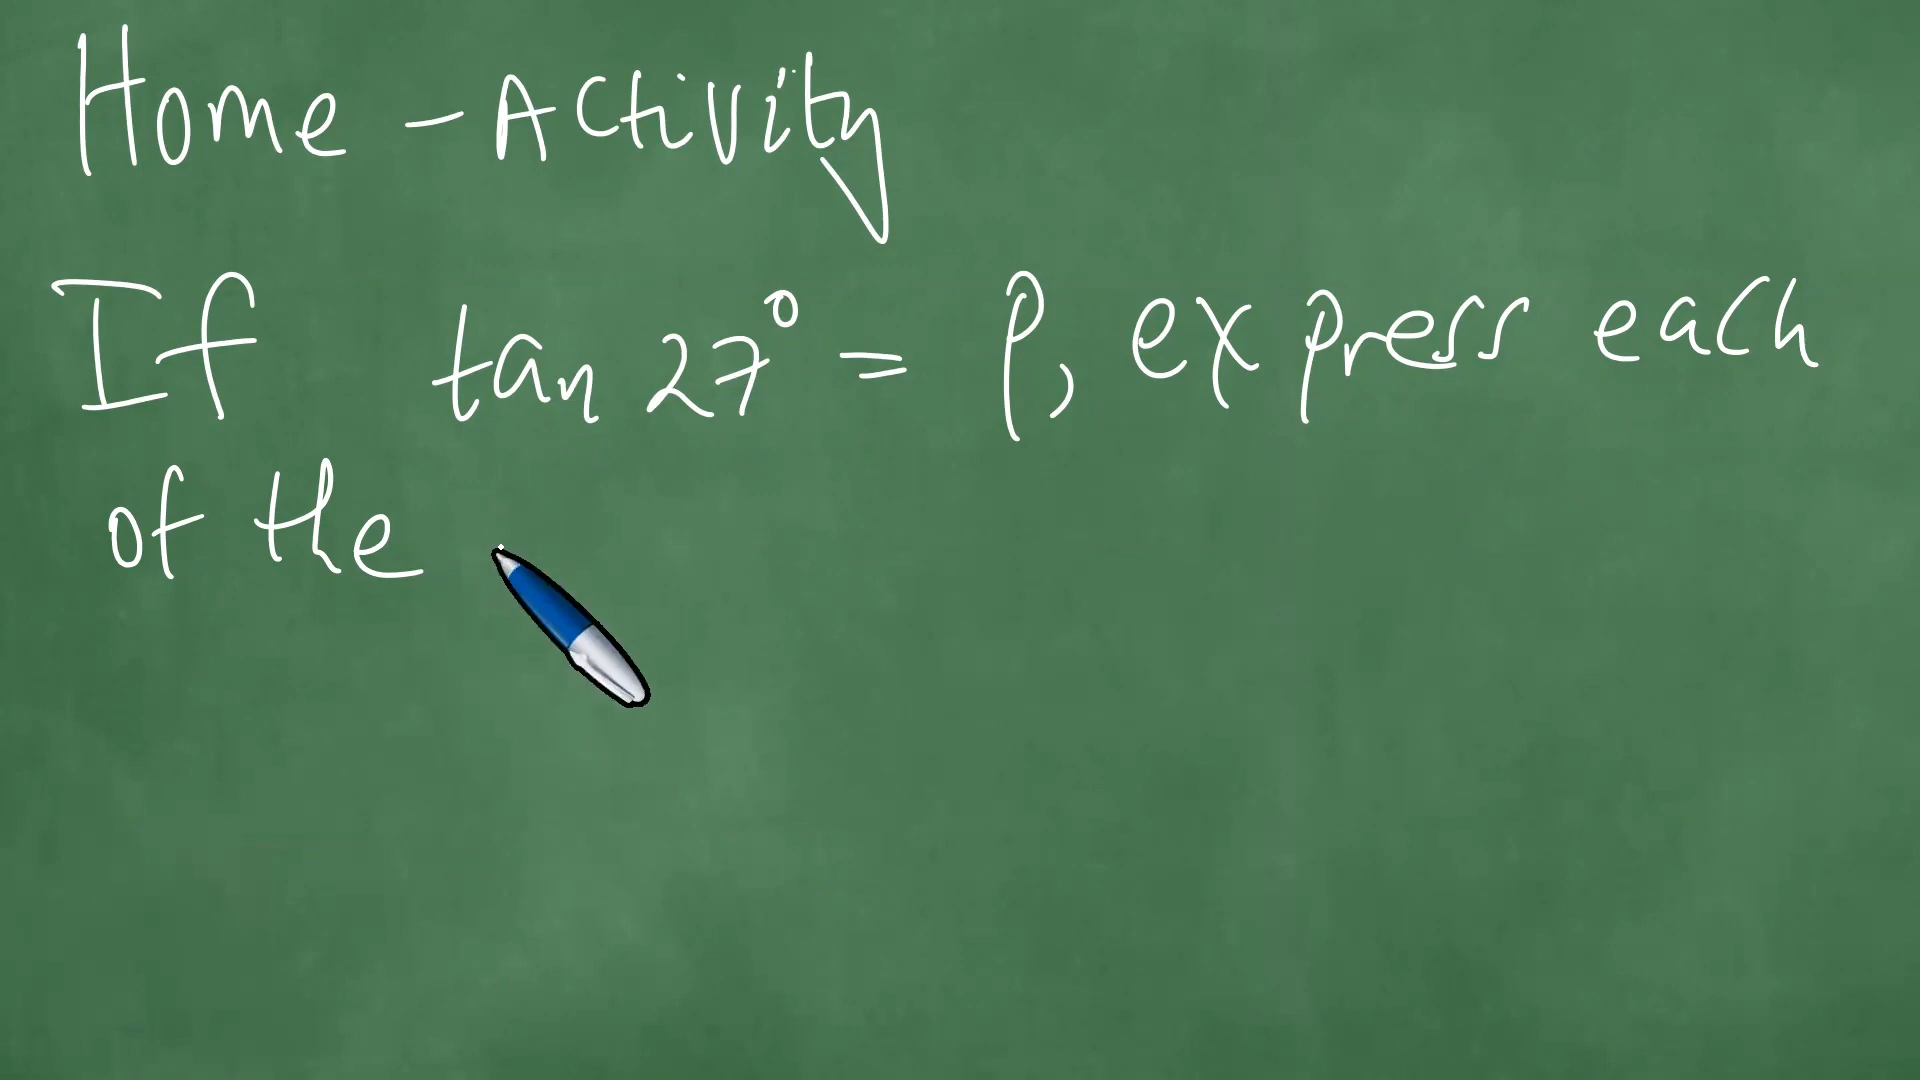 Home - Activity
If tan 27° = p, express each
of the